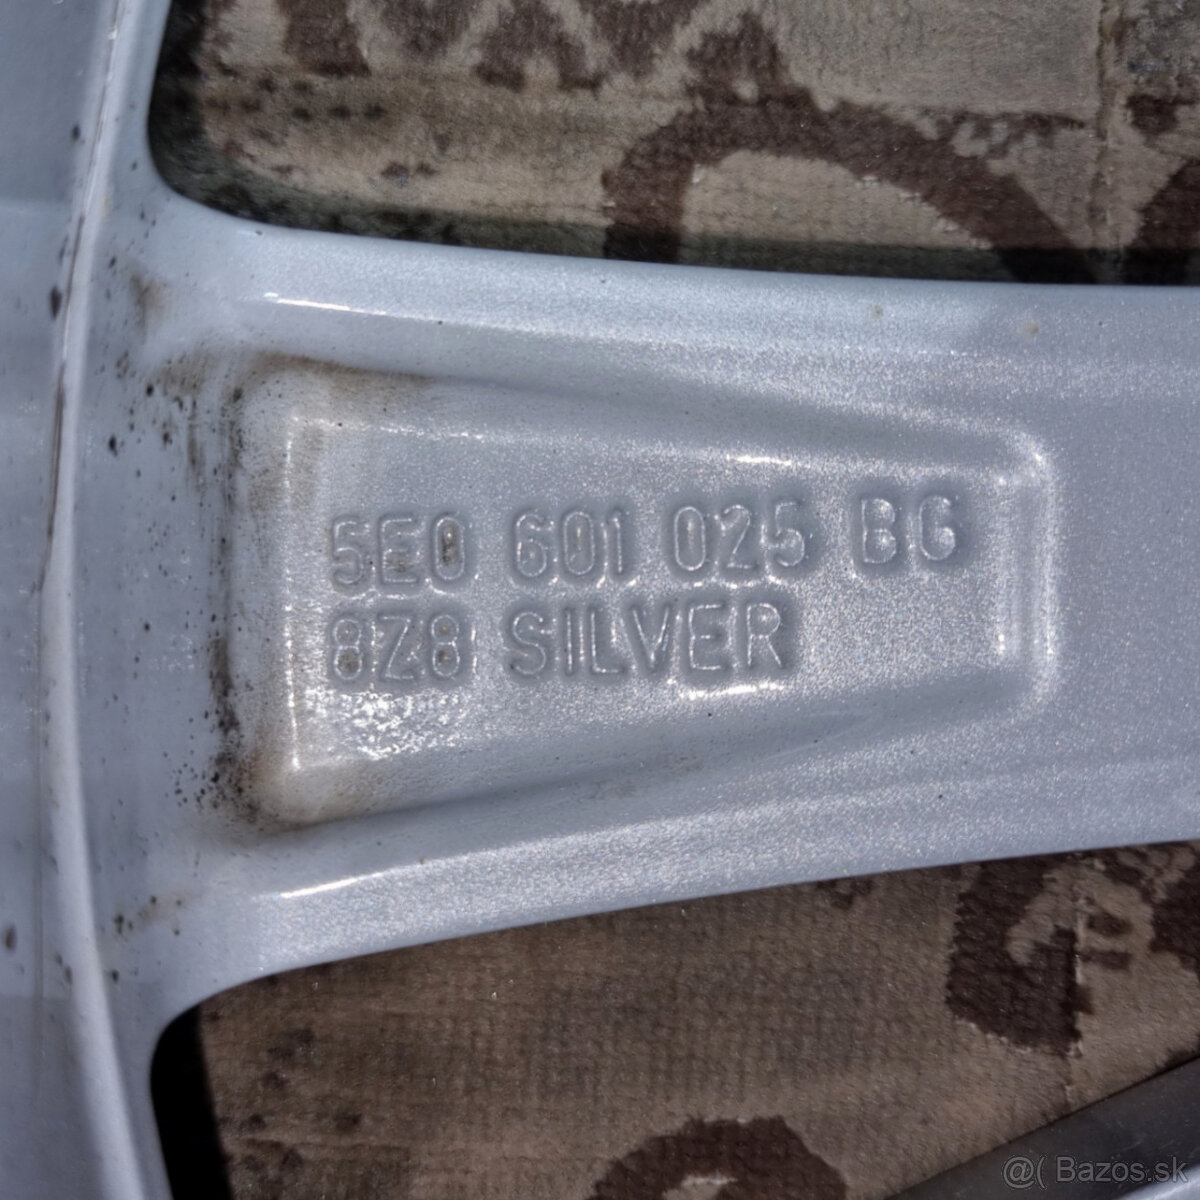 5E0 601 025 BG
8Z8 SILVER
@( Bazos.sk